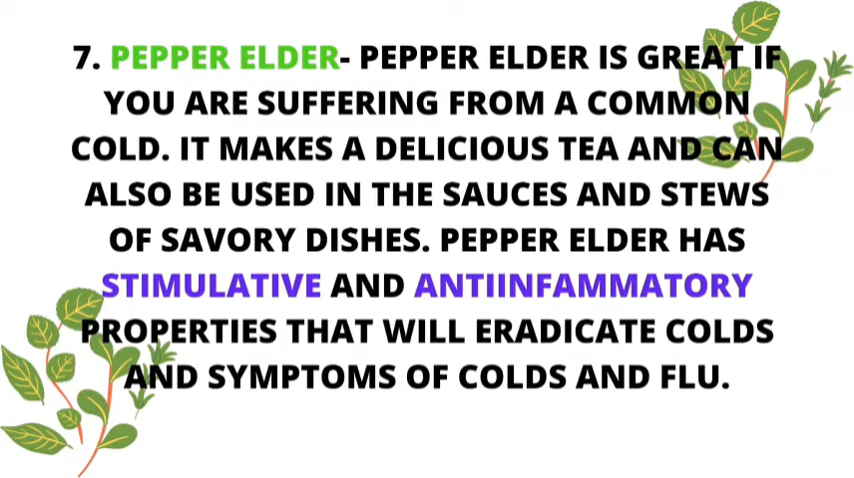 7. PEPPER ELDER- PEPPER ELDER IS GREAT IF
YOU ARE SUFFERING FROM A COMMON
COLD. IT MAKES A DELICIOUS TEA AND CAN
ALSO BE USED IN THE SAUCES AND STEWS
OF SAVORY DISHES. PEPPER ELDER HAS
STIMULATIVE AND ANTIINFAMMATORY
PROPERTIES THAT WILL ERADICATE COLDS
AND SYMPTOMS OF COLDS AND FLU.